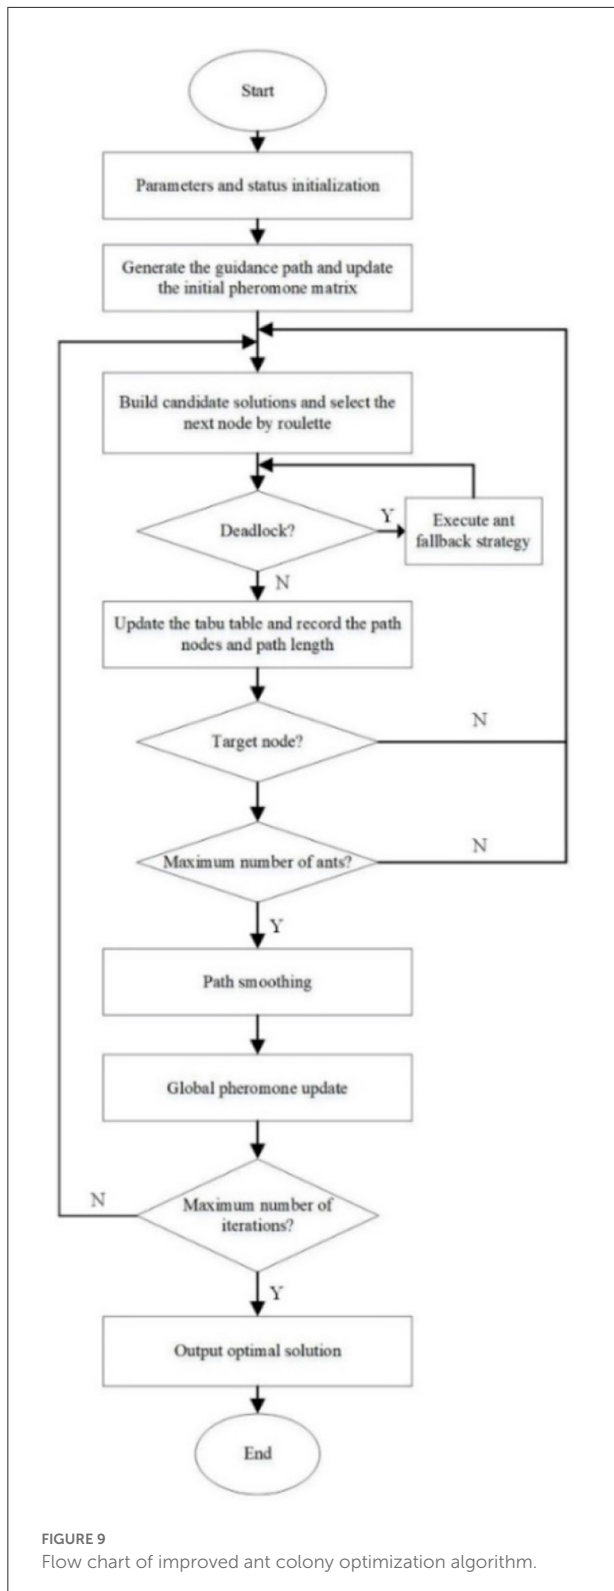 Start
Parameters and status initialization
Generate the guidance path and update
the initial pheromone matrix
Build candidate solutions and select the
next node by roulette
Deadlock?
Y
Execute ant
fallback strategy
N
Update the tabu table and record the path
nodes and path length
Target node?
N
Maximum number of ants?
N
Y
Path smoothing
Global pheromone update
Maximum number of
iterations?
N
Y
Output optimal solution
End
FIGURE 9
Flow chart of improved ant colony optimization algorithm.